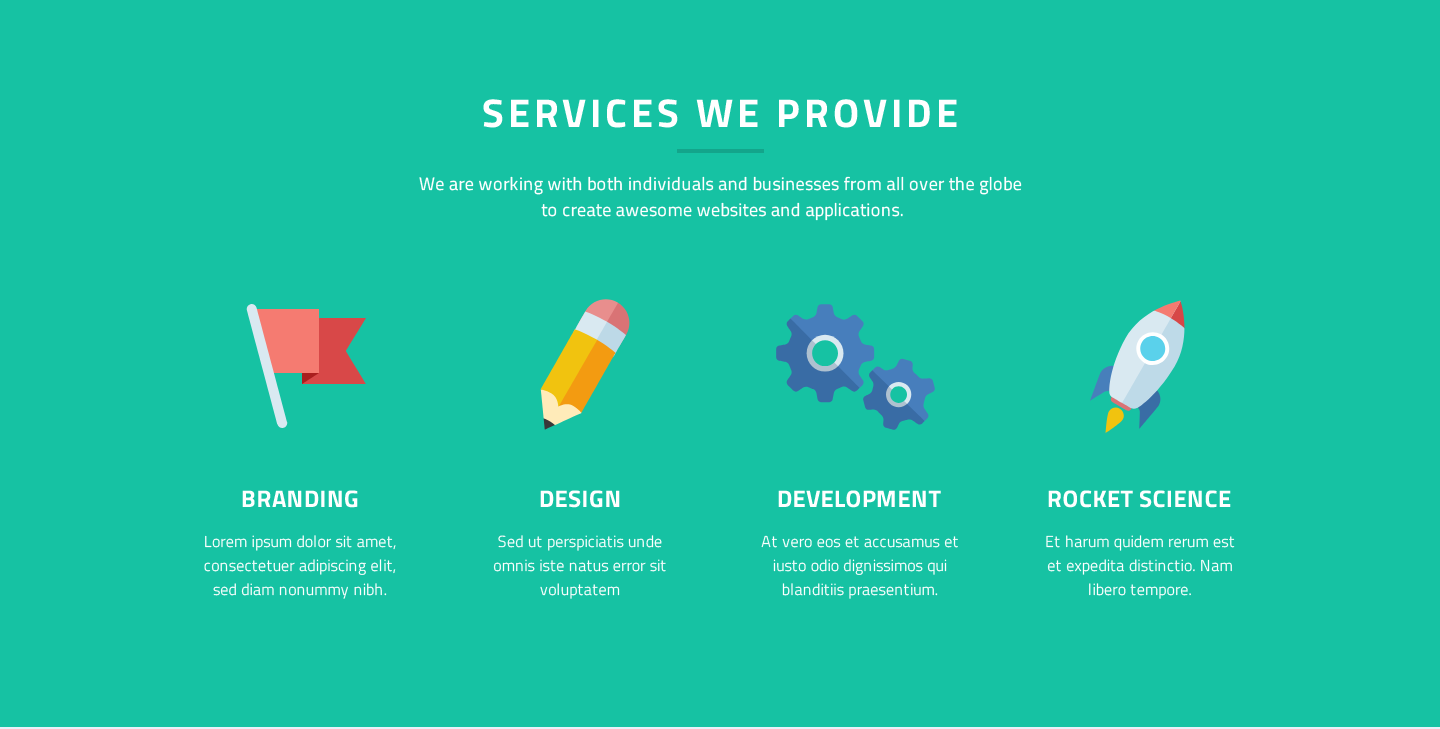 SERVICES WE PROVIDE
We are working with both individuals and businesses from all over the globe
to create awesome websites and applications.
BRANDING
Lorem ipsum dolor sit amet,
consectetuer adipiscing elit,
sed diam nonummy nibh.
DESIGN
Sed ut perspiciatis unde
omnis iste natus error sit
voluptatem
DEVELOPMENT
At vero eos et accusamus et
iusto odio dignissimos qui
blanditiis praesentium.
ROCKET SCIENCE
Et harum quidem rerum est
et expedita distinctio. Nam
libero tempore.